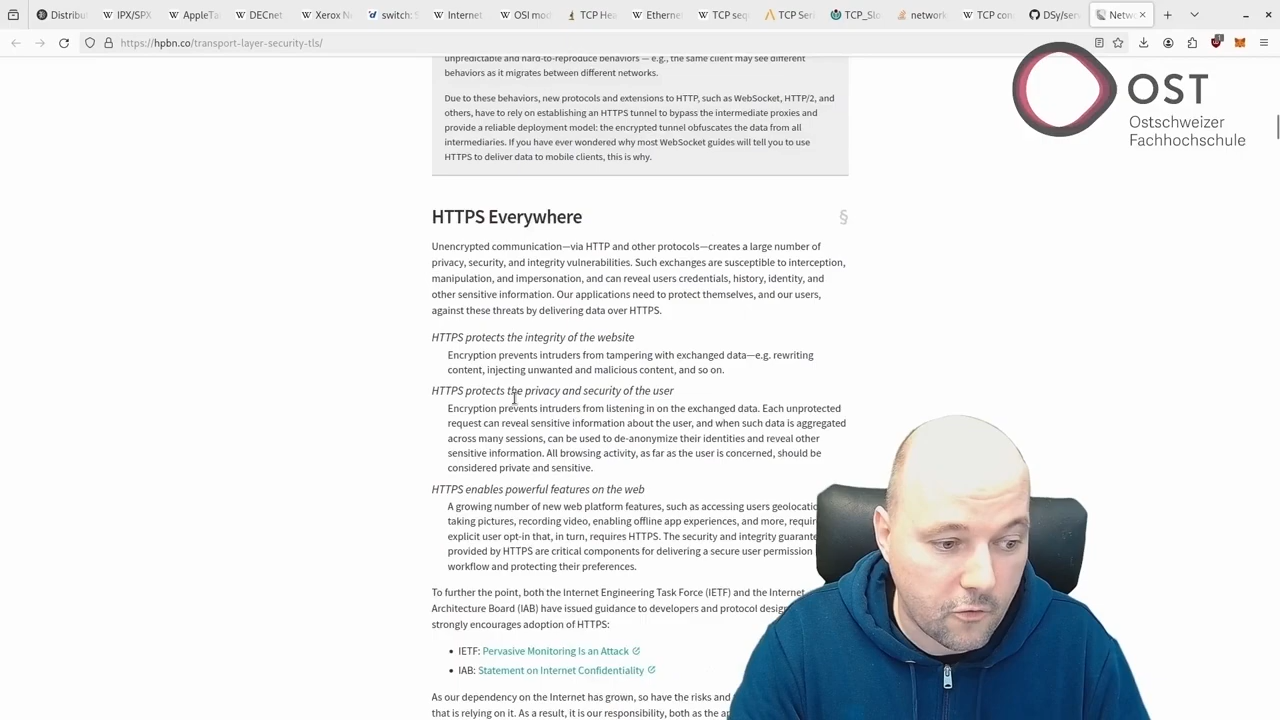 Distribu
IPX/SPX
AppleTa
DECnet
Xerox N
switch: S
Internet
OSI mod
TCP Hea
Etherne
TCP seq
TCP Seri
TCP_Slo
network
TCP con
DSy/ser
Netw
https://hpbn.co/transport-layer-security-tls/
1
OST
Ostschweizer
Fachhochschule
unpredictable and hard-to-reproduce behaviors — e.g., the same client may see different
behaviors as it migrates between different networks.
Due to these behaviors, new protocols and extensions to HTTP, such as WebSocket, HTTP/2, and
others, have to rely on establishing an HTTPS tunnel to bypass the intermediate proxies and
provide a reliable deployment model: the encrypted tunnel obfuscates the data from all
intermediaries. If you have ever wondered why most WebSocket guides will tell you to use
HTTPS to deliver data to mobile clients, this is why.
HTTPS Everywhere §
Unencrypted communication—via HTTP and other protocols—creates a large number of
privacy, security, and integrity vulnerabilities. Such exchanges are susceptible to interception,
manipulation, and impersonation, and can reveal users credentials, history, identity, and
other sensitive information. Our applications need to protect themselves, and our users,
against these threats by delivering data over HTTPS.
HTTPS protects the integrity of the website
Encryption prevents intruders from tampering with exchanged data—e.g. rewriting
content, injecting unwanted and malicious content, and so on.
HTTPS protects the privacy and security of the user
Encryption prevents intruders from listening in on the exchanged data. Each unprotected
request can reveal sensitive information about the user, and when such data is aggregated
across many sessions, can be used to de-anonymize their identities and reveal other
sensitive information. All browsing activity, as far as the user is concerned, should be
considered private and sensitive.
HTTPS enables powerful features on the web
A growing number of new web platform features, such as accessing users geolocatio
taking pictures, recording video, enabling offline app experiences, and more, requir
explicit user opt-in that, in turn, requires HTTPS. The security and integrity guarante
provided by HTTPS are critical components for delivering a secure user permission
workflow and protecting their preferences.
To further the point, both the Internet Engineering Task Force (IETF) and the Internet
Architecture Board (IAB) have issued guidance to developers and protocol design
strongly encourages adoption of HTTPS:
• IETF: Pervasive Monitoring Is an Attack
• IAB: Statement on Internet Confidentiality
As our dependency on the Internet has grown, so have the risks and
that is relying on it. As a result, it is our responsibility, both as the ap